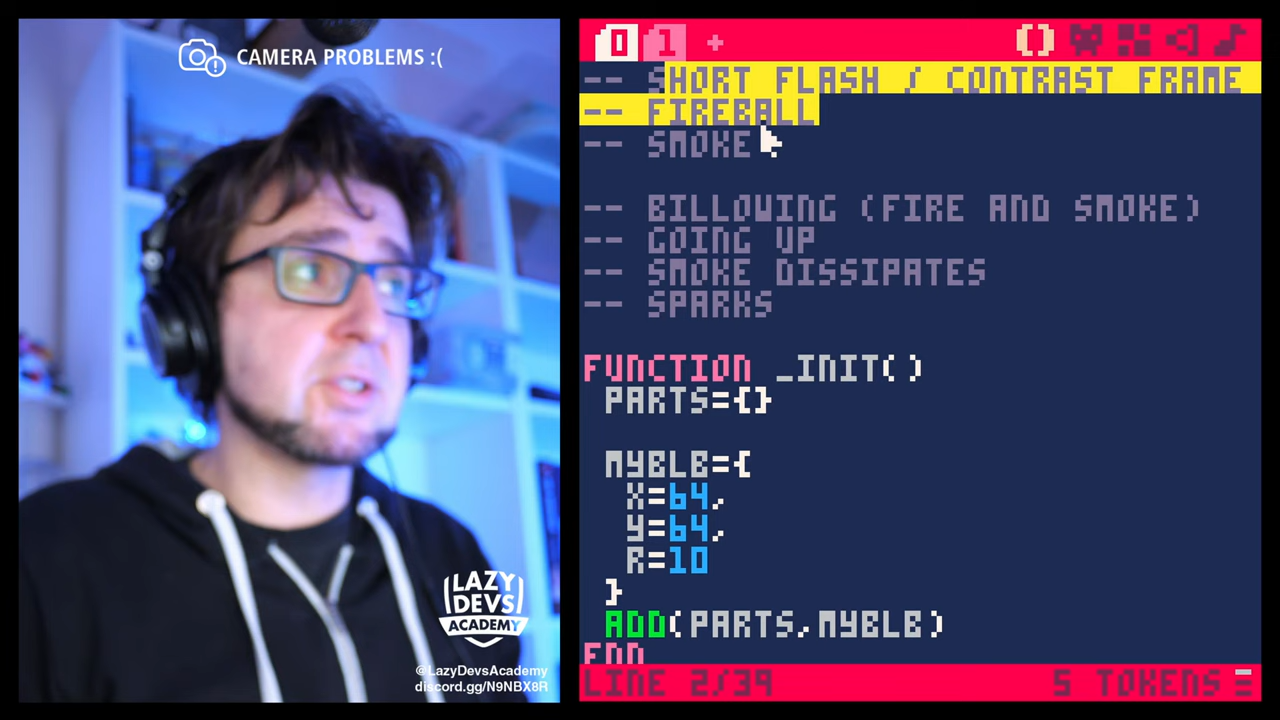 CAMERA PROBLEMS :(
LAZY
DEVS
ACADEMY
@LazyDevsAcademy
discord.gg/N9NBX8R
0 1 +
-- SHORT FLASH / CONTRAST FRAME
-- FIREBALL
-- SMOKE
-- BILLOWING (FIRE AND SMOKE)
-- GOING UP
-- SMOKE DISSIPATES
-- SPARKS
FUNCTION _INIT()
PARTS={}
MYBLB={
X=64,
Y=64,
R=10
}
ADD(PARTS,MYBLB)
END
LINE 2/39
5 TOKENS